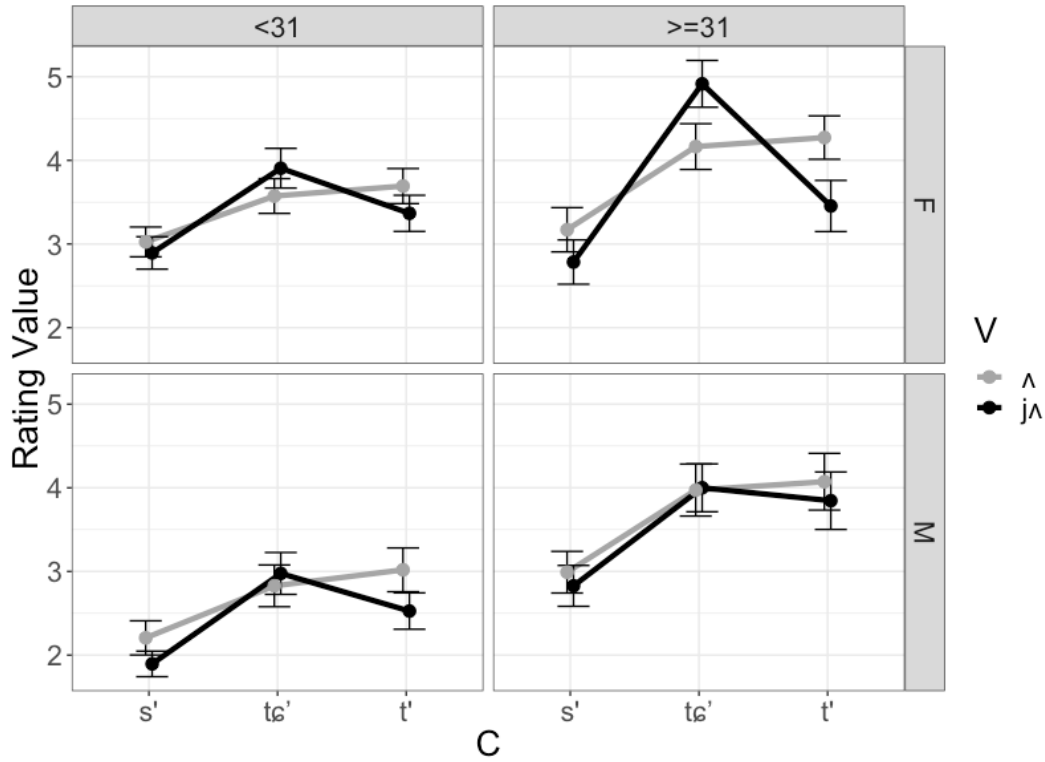 <31
>=31
5
4
3
2
F
5
4
3
2
M
Rating Value
s' tɕ’ t'
s' tɕ’ t'
C
V
ʌ
jʌ